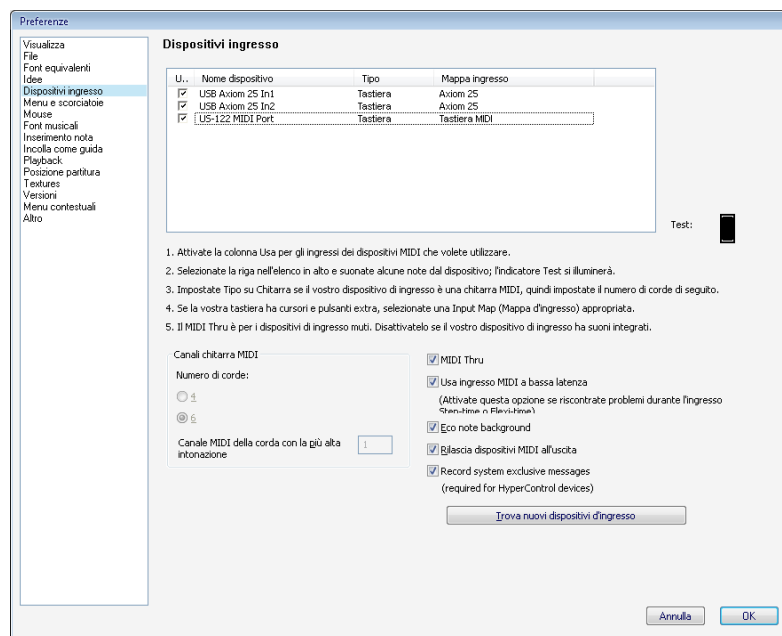 Preferenze
Visualizza
File
Font equivalenti
Idee
Dispositivi ingresso
Menu e scorciatoie
Mouse
Font musicali
Inserimento nota
Incolla come guida
Playback
Posizione partitura
Textures
Versioni
Menu contestuali
Altro
Dispositivi ingresso
U.. Nome dispositivo Tipo Mappa ingresso
USB Axiom 25 In1 Tastiera Axiom 25
USB Axiom 25 In2 Tastiera Axiom 25
US-122 MIDI Port Tastiera Tastiera MIDI
Test:
1. Attivate la colonna Usa per gli ingressi dei dispositivi MIDI che volete utilizzare.
2. Selezionate la riga nell'elenco in alto e suonate alcune note dal dispositivo; l'indicatore Test si illuminerà.
3. Impostate Tipo su Chitarra se il vostro dispositivo di ingresso è una chitarra MIDI, quindi impostate il numero di corde di seguito.
4. Se la vostra tastiera ha cursori e pulsanti extra, selezionate una Input Map (Mappa d'ingresso) appropriata.
5. Il MIDI Thru è per i dispositivi di ingresso muti. Disattivatelo se il vostro dispositivo di ingresso ha suoni integrati.
Canali chitarra MIDI
Numero di corde:
4
6
Canale MIDI della corda con la più alta
intonazione
1
MIDI Thru
Usa ingresso MIDI a bassa latenza
(Attivate questa opzione se riscontrate problemi durante l'ingresso
Step-time o Flexi-time)
Eco note background
Rilascia dispositivi MIDI all'uscita
Record system exclusive messages
(required for HyperControl devices)
Trova nuovi dispositivi d'ingresso
Annulla
OK